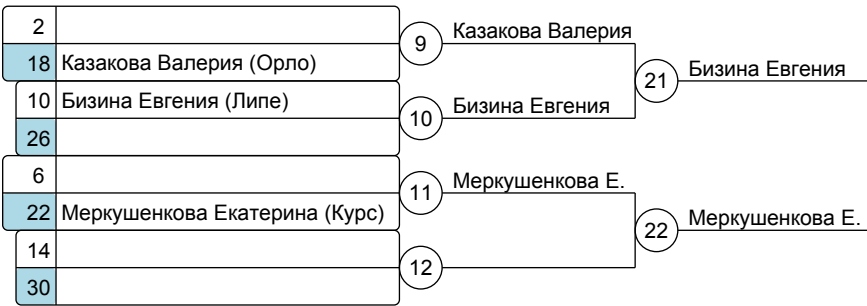 2
18 Казакова Валерия (Орло)
10 Бизина Евгения (Липе)
26
6
22 Меркушенкова Екатерина (Курс)
14
30
9 Казакова Валерия
10 Бизина Евгения
11 Меркушенкова Е.
12
21 Бизина Евгения
22 Меркушенкова Е.